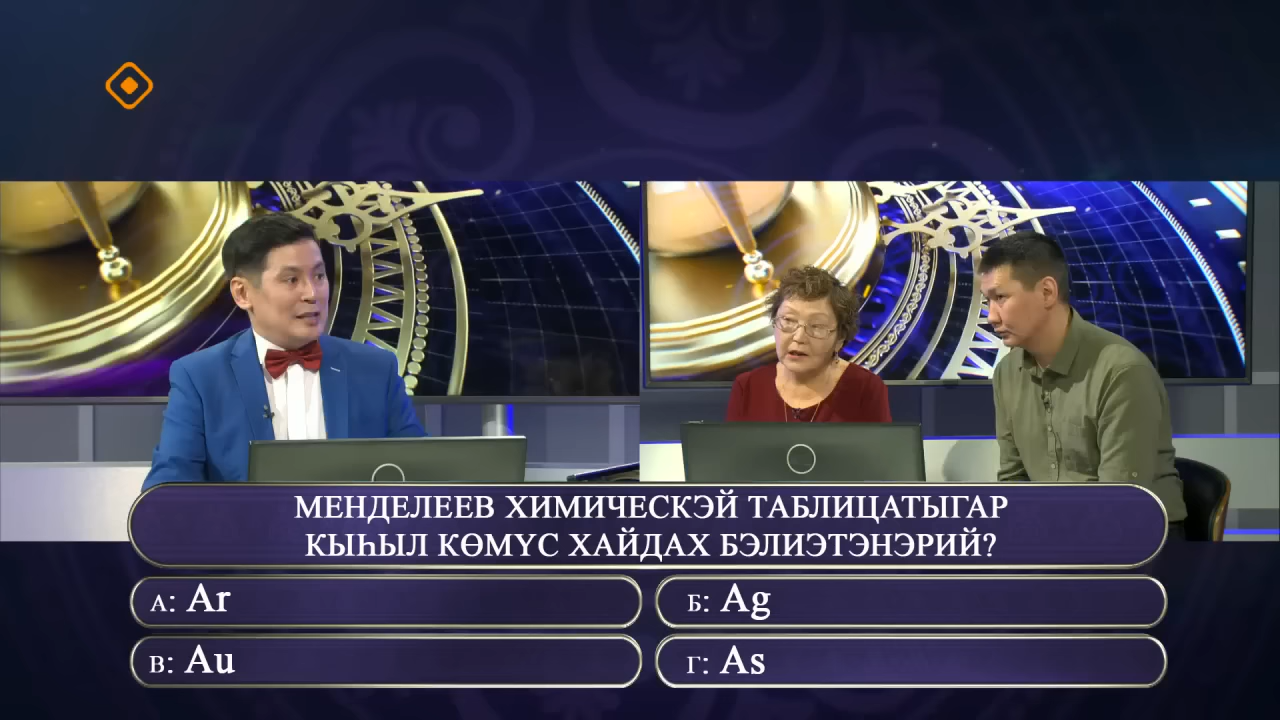 МЕНДЕЛЕЕВ ХИМИЧЕСКЭЙ ТАБЛИЦАТЫГАР
КЫҺЫЛ КӨМҮС ХАЙДАХ БЭЛИЭТЭНЭРИЙ?
А: Ar
Б: Ag
В: Au
Г: As